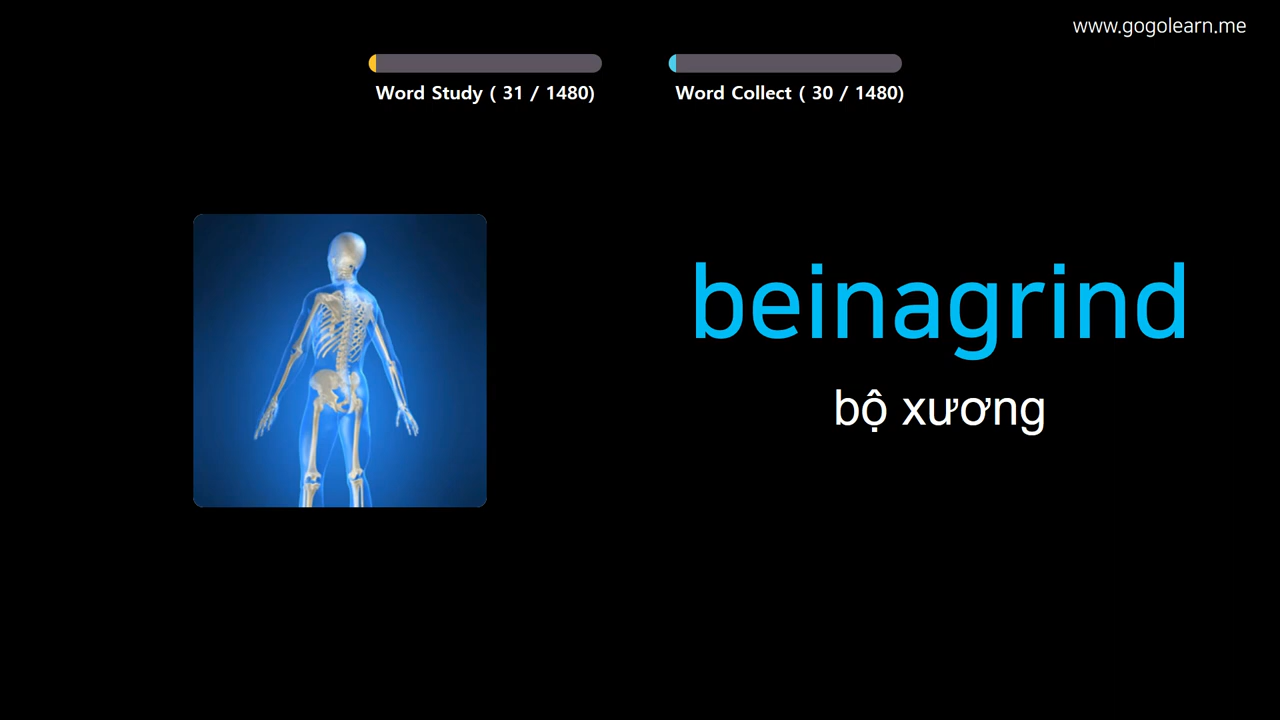 www.gogolearn.me
Word Study ( 31 / 1480)
Word Collect ( 30 / 1480)
beinagrind
bộ xương